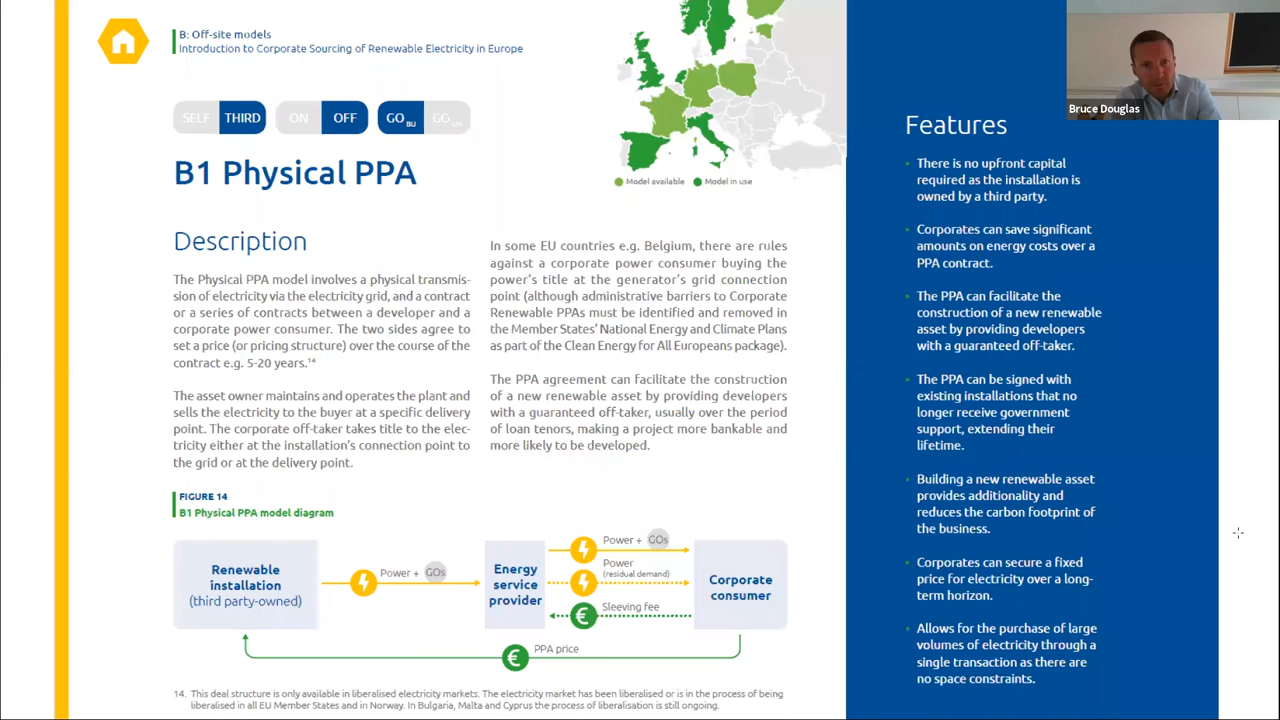 B: Off-site models
Introduction to Corporate Sourcing of Renewable Electricity in Europe
SELF THIRD ON OFF GO BU GO UN
B1 Physical PPA
Model available Model in use
Description
The Physical PPA model involves a physical transmis-
sion of electricity via the electricity grid, and a contract
or a series of contracts between a developer and a
corporate power consumer. The two sides agree to
set a price (or pricing structure) over the course of the
contract e.g. 5-20 years.14
The asset owner maintains and operates the plant and
sells the electricity to the buyer at a specific delivery
point. The corporate off-taker takes title to the elec-
tricity either at the installation's connection point to
the grid or at the delivery point.
In some EU countries e.g. Belgium, there are rules
against a corporate power consumer buying the
power's title at the generator's grid connection
point (although administrative barriers to Corporate
Renewable PPAs must be identified and removed in
the Member States' National Energy and Climate Plans
as part of the Clean Energy for All Europeans package).
The PPA agreement can facilitate the construction
of a new renewable asset by providing developers
with a guaranteed off-taker, usually over the period
of loan tenors, making a project more bankable and
more likely to be developed.
FIGURE 14
B1 Physical PPA model diagram
Renewable
installation
(third party-owned)
Power + GOs
Energy
service
provider
Power + GOs
Power
(residual demand)
Sleeving fee
Corporate
consumer
€
€
PPA price
14. This deal structure is only available in liberalised electricity markets. The electricity market has been liberalised or is in the process of being
liberalised in all EU Member States and in Norway. In Bulgaria, Malta and Cyprus the process of liberalisation is still ongoing.
Bruce Douglas
Features
• There is no upfront capital
required as the installation is
owned by a third party.
• Corporates can save significant
amounts on energy costs over a
PPA contract.
• The PPA can facilitate the
construction of a new renewable
asset by providing developers
with a guaranteed off-taker.
• The PPA can be signed with
existing installations that no
longer receive government
support, extending their
lifetime.
• Building a new renewable asset
provides additionality and
reduces the carbon footprint of
the business.
• Corporates can secure a fixed
price for electricity over a long-
term horizon.
• Allows for the purchase of large
volumes of electricity through a
single transaction as there are
no space constraints.